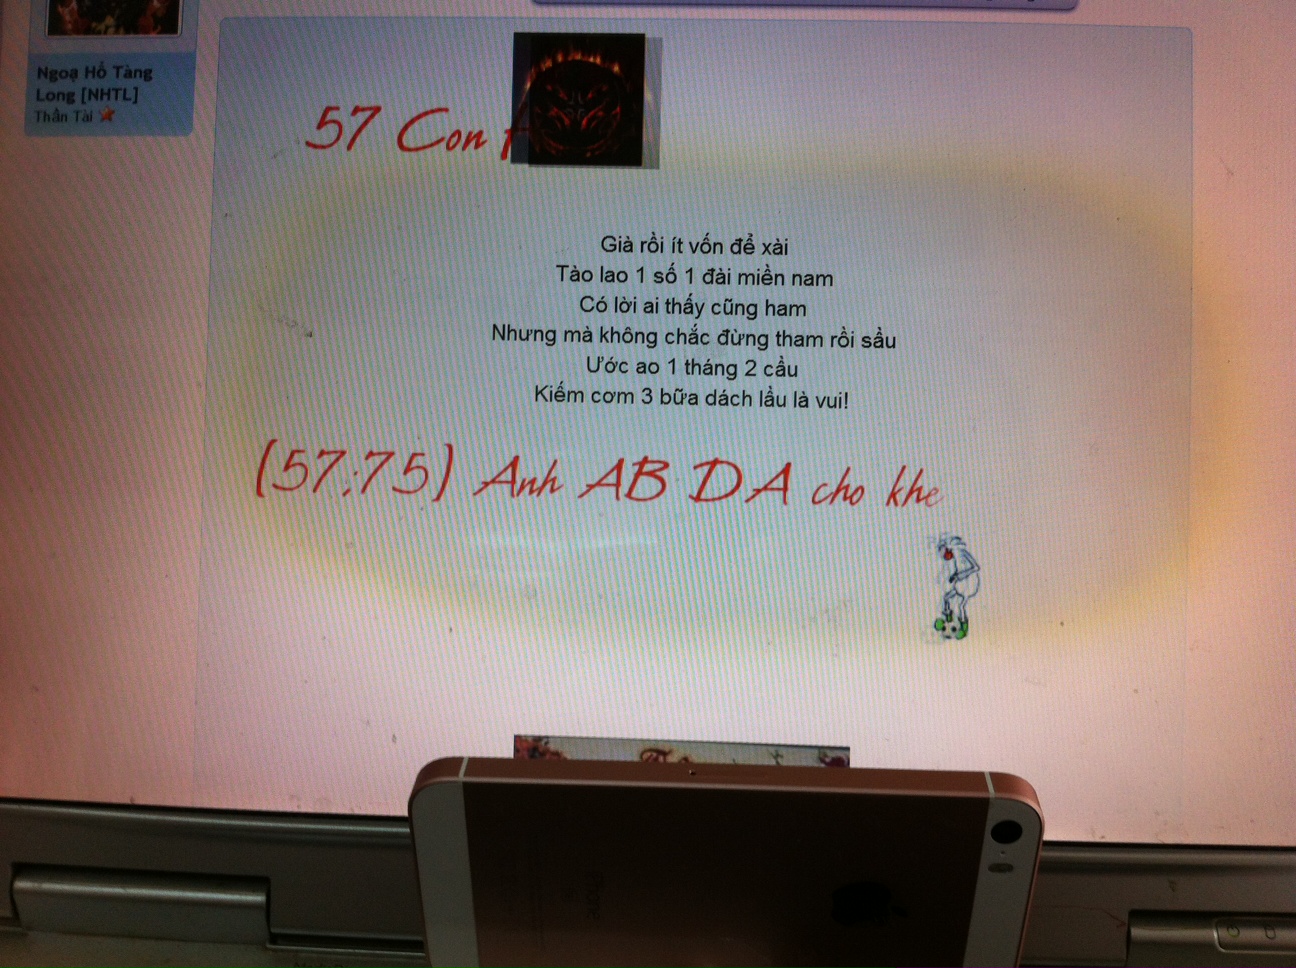 Ngoạ Hổ Tàng
Long [NHTL]
Thần Tài
57 Con
Già rồi ít vốn để xài
Tào lao 1 số 1 đài miền nam
Có lời ai thấy cũng ham
Nhưng mà không chắc đừng tham rồi sầu
Ước ao 1 tháng 2 cầu
Kiếm cơm 3 bữa dách lầu là vui!
(57;75) Anh AB DA cho khe
iPhone